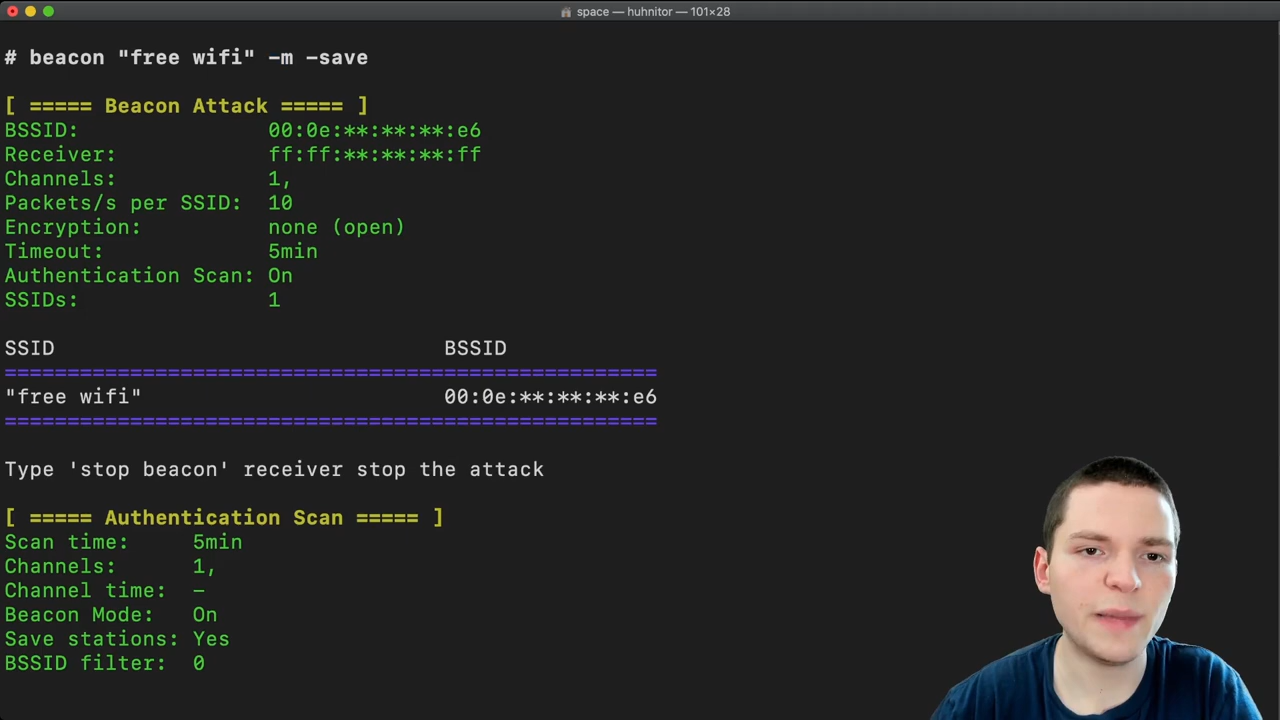 space — huhnitor — 101×28
# beacon "free wifi" -m -save
[ ===== Beacon Attack ===== ]
BSSID: 00:0e:**:**:**:e6
Receiver: ff:ff:**:**:**:ff
Channels: 1,
Packets/s per SSID: 10
Encryption: none (open)
Timeout: 5min
Authentication Scan: On
SSIDs: 1
SSID BSSID
====================================================
"free wifi" 00:0e:**:**:**:e6
====================================================
Type 'stop beacon' receiver stop the attack
[ ===== Authentication Scan ===== ]
Scan time: 5min
Channels: 1,
Channel time: -
Beacon Mode: On
Save stations: Yes
BSSID filter: 0